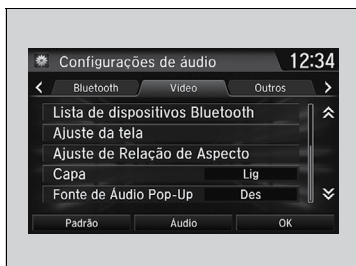 Configurações de áudio 12:34
Bluetooth Video Outros
Lista de dispositivos Bluetooth
Ajuste da tela
Ajuste de Relação de Aspecto
Capa Lig
Fonte de Áudio Pop-Up Des
Padrão Áudio OK